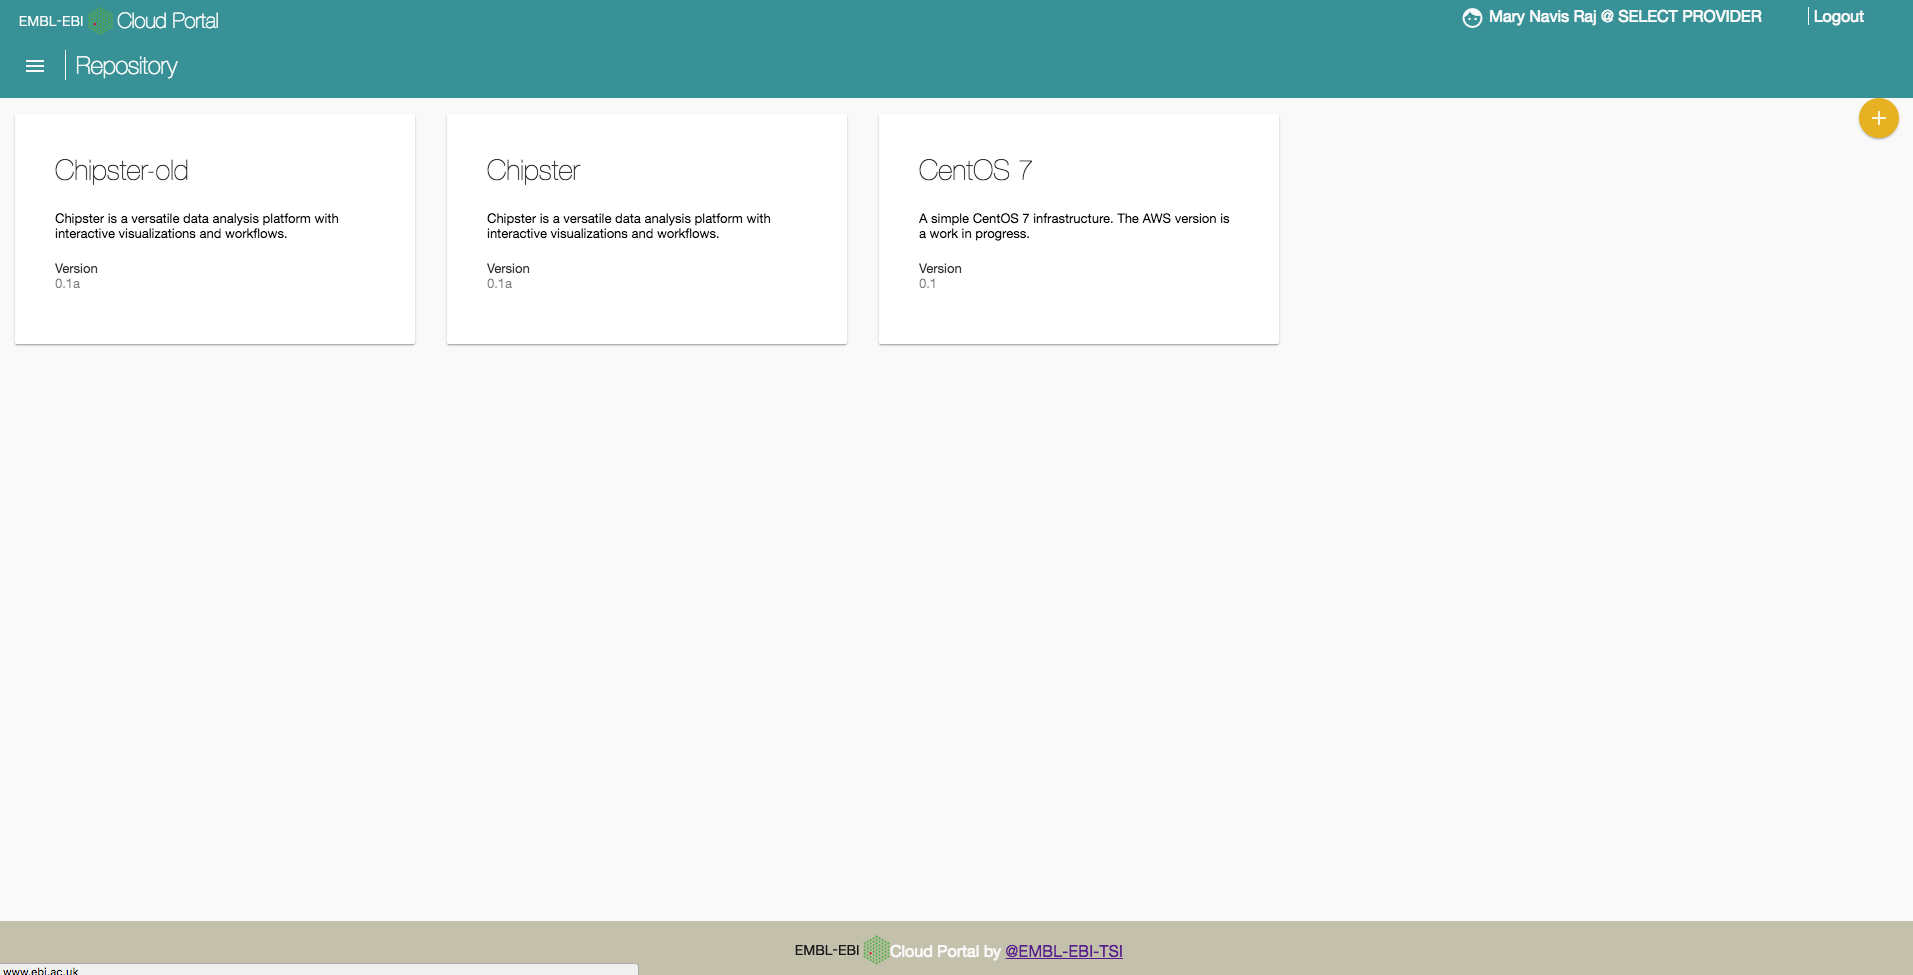 EMBL-EBI Cloud Portal
Mary Navis Raj @ SELECT PROVIDER
Logout
Repository
Chipster-old
Chipster is a versatile data analysis platform with
interactive visualizations and workflows.
Version
0.1a
Chipster
Chipster is a versatile data analysis platform with
interactive visualizations and workflows.
Version
0.1a
CentOS 7
A simple CentOS 7 infrastructure. The AWS version is
a work in progress.
Version
0.1
EMBL-EBI Cloud Portal by @EMBL-EBI-TSI
www.ebi.ac.uk